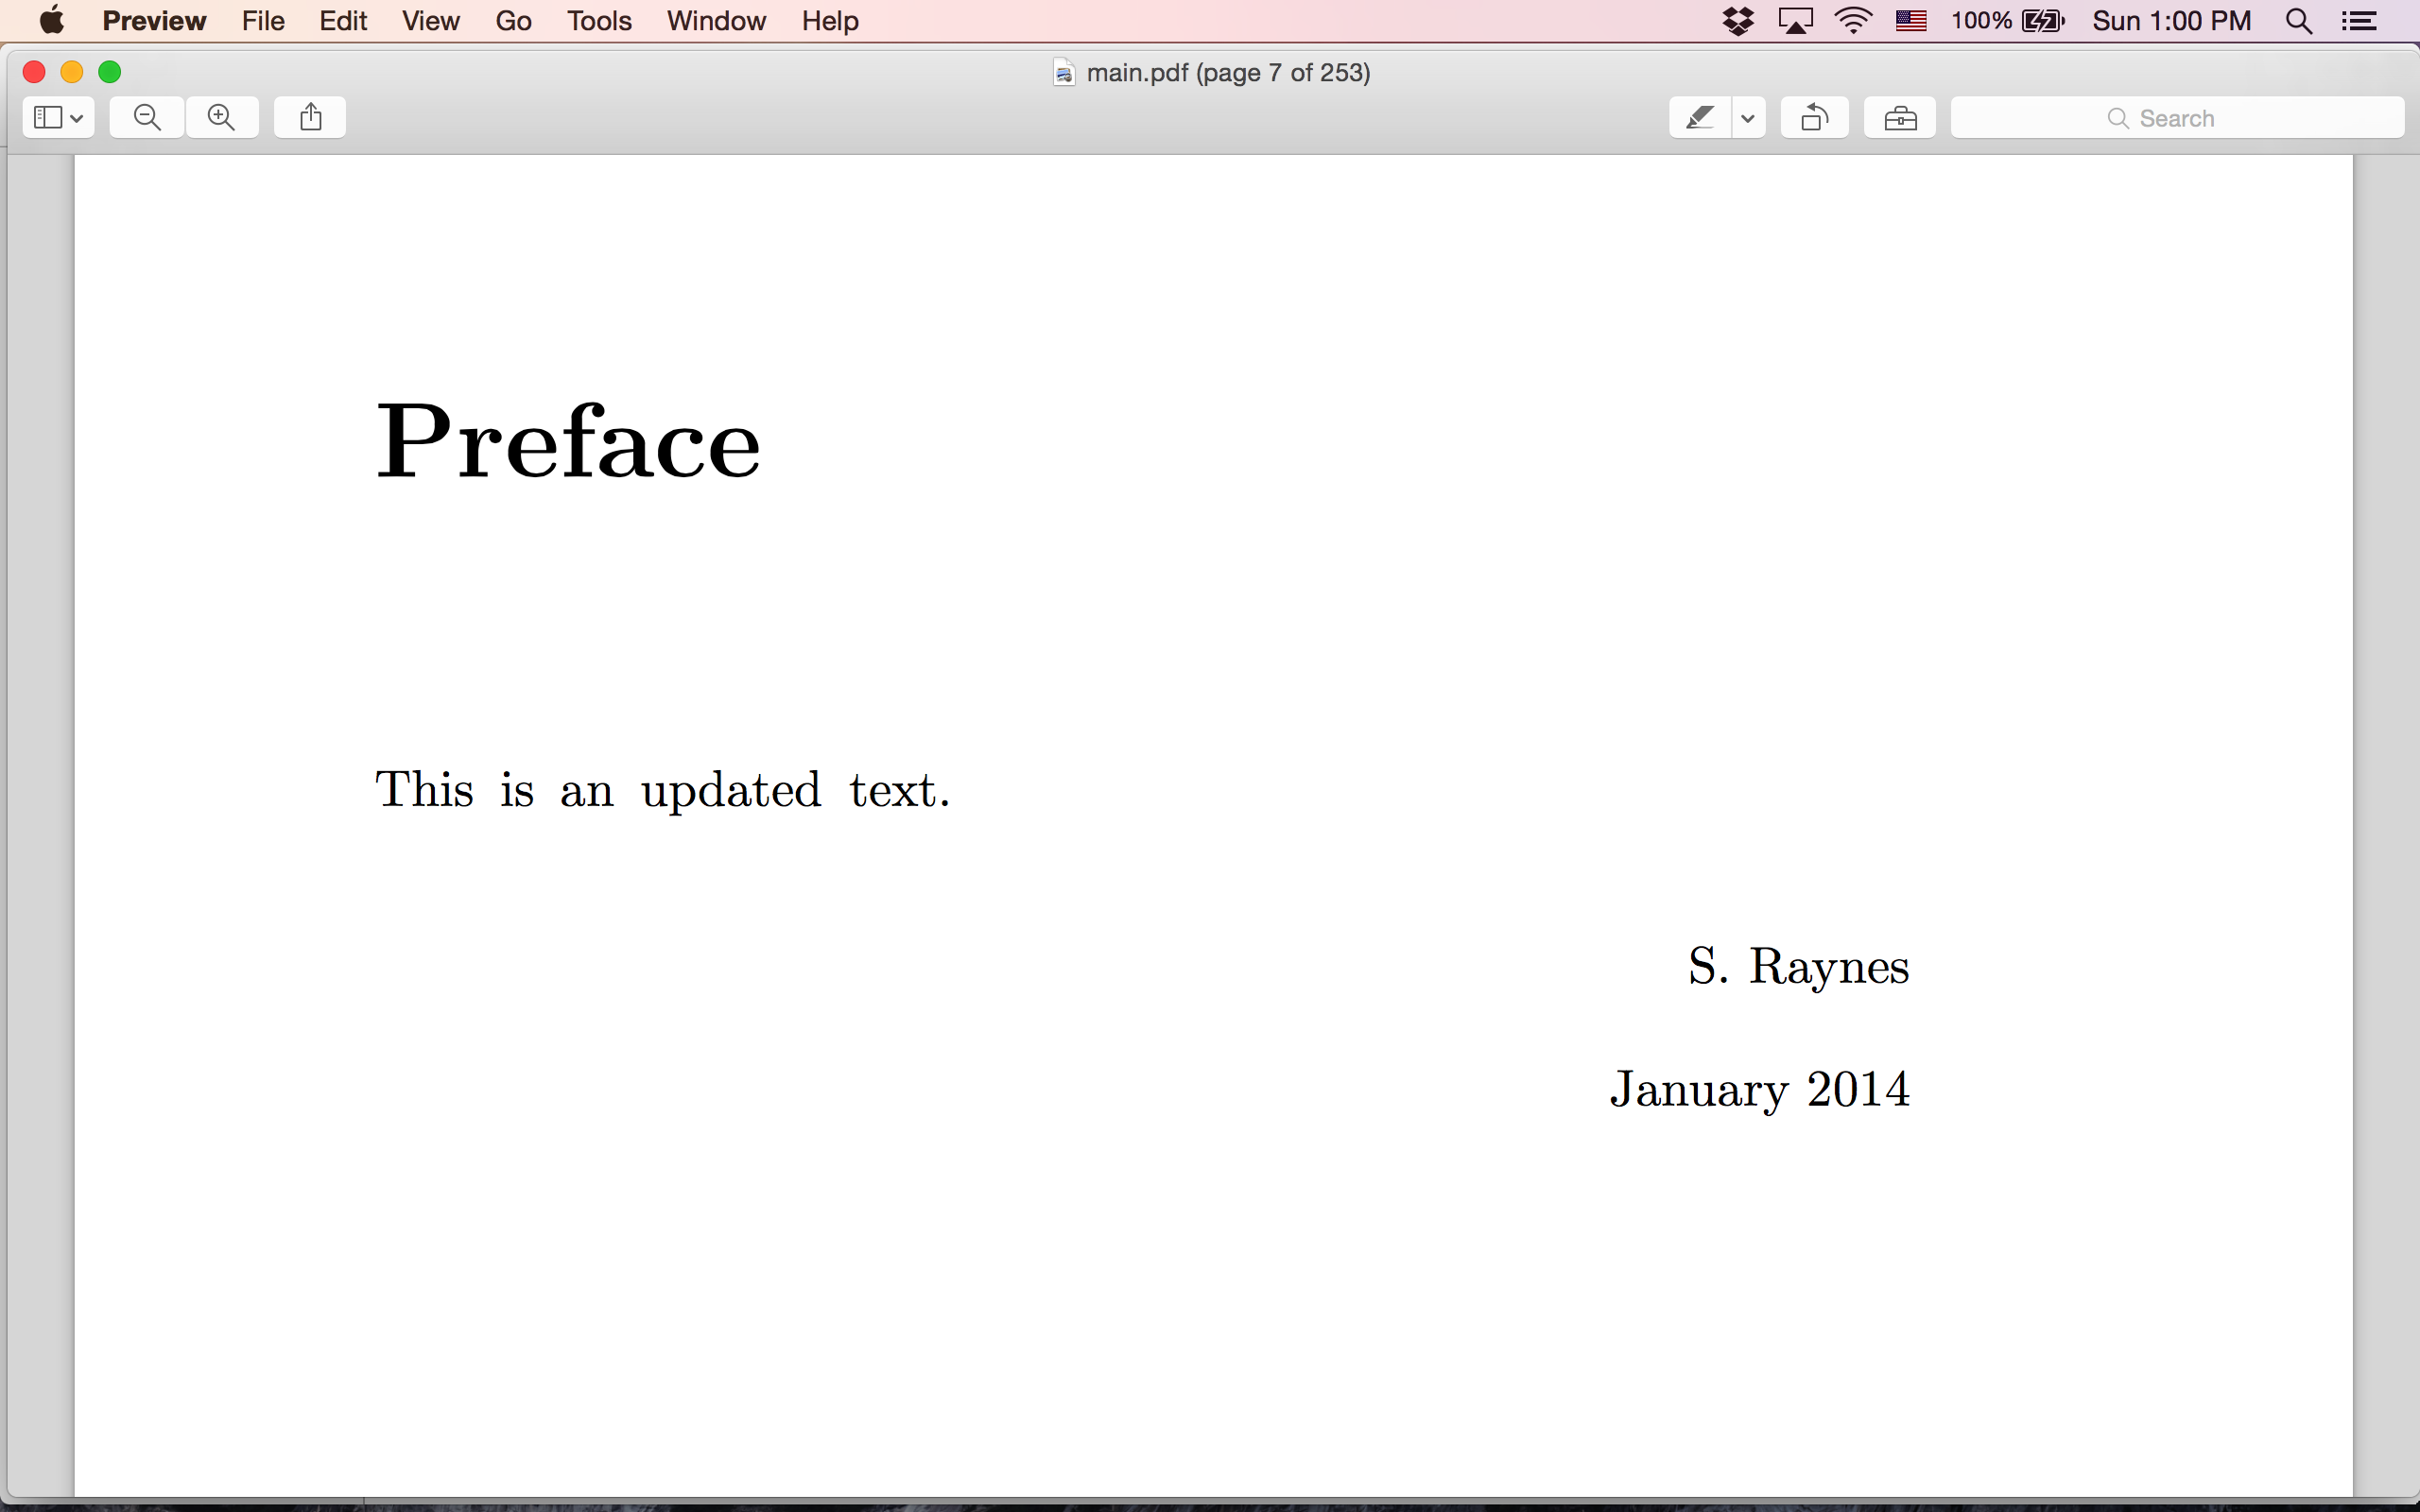 Preview File Edit View Go Tools Window Help 100% Sun 1:00 PM
main.pdf (page 7 of 253)
Search
Preface
This is an updated text.
S. Raynes
January 2014